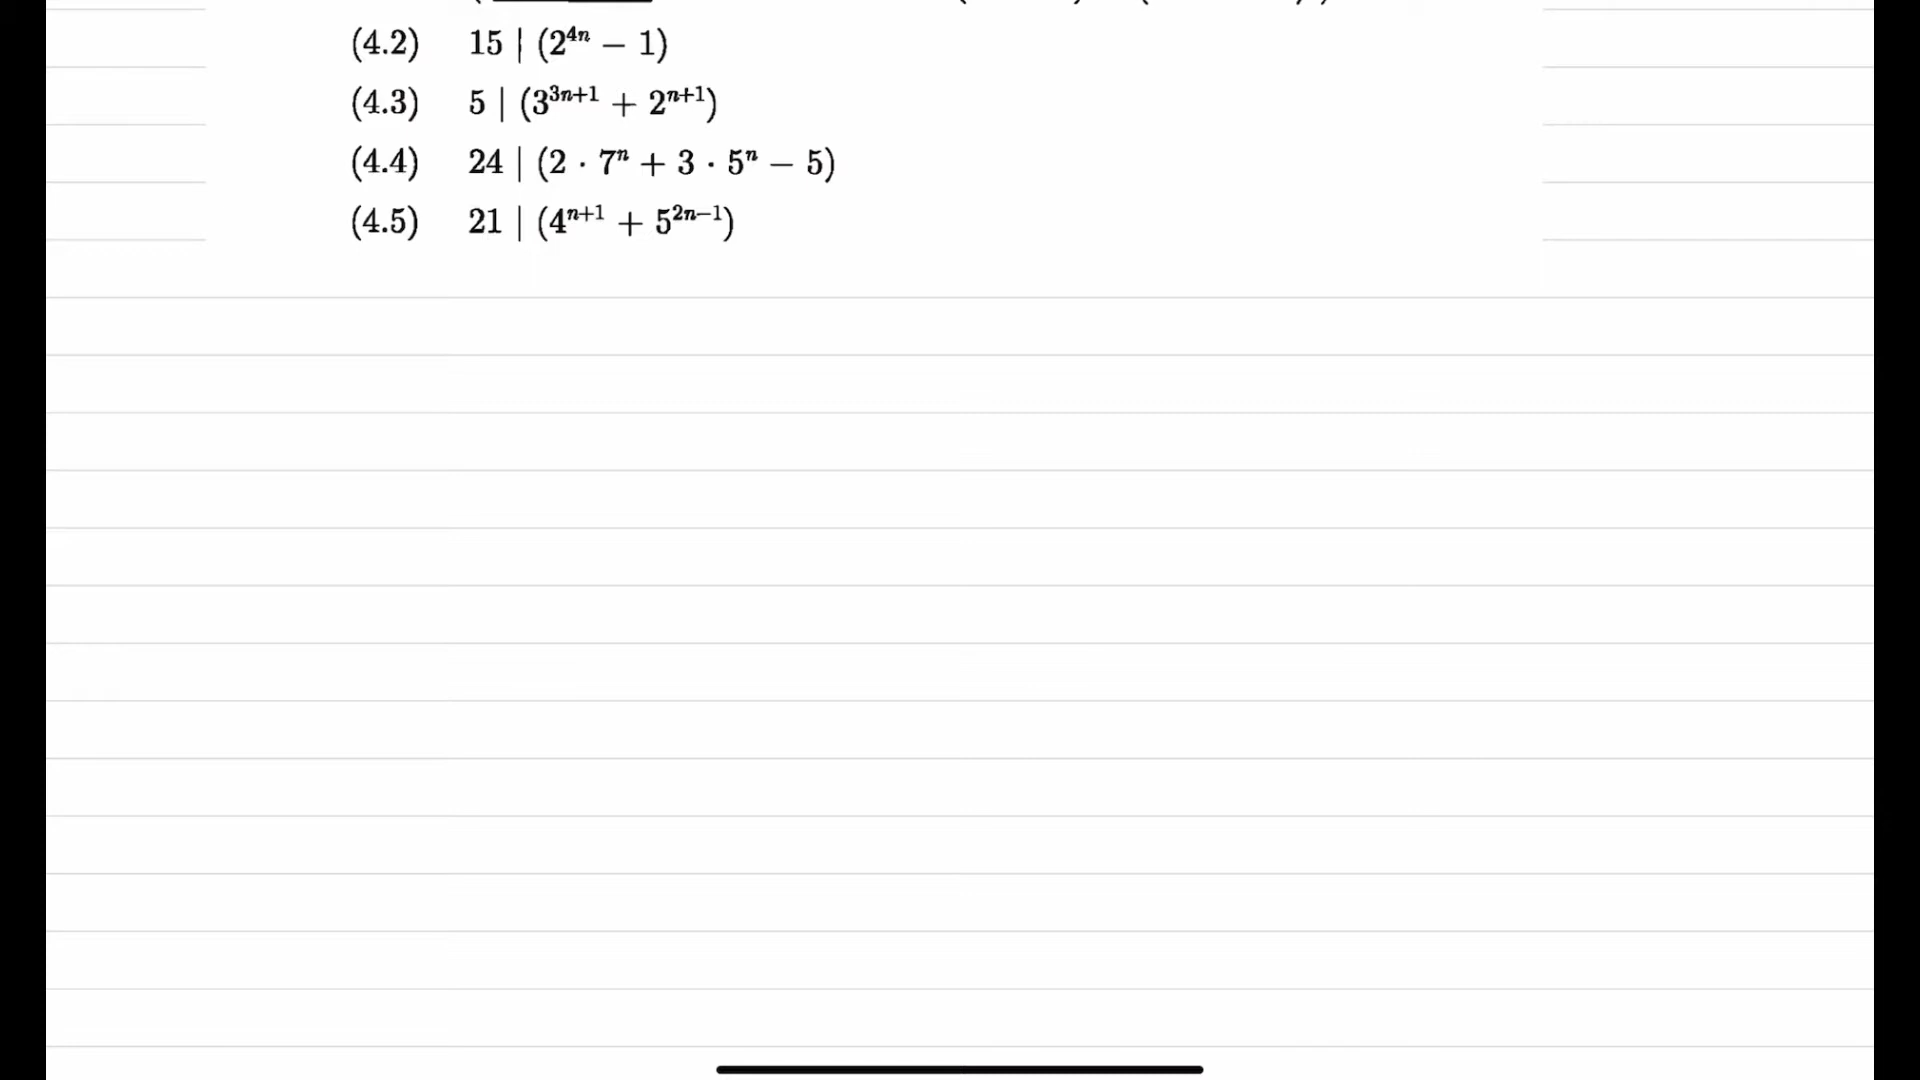 (4.2) 15 | (2^{4n} − 1)
(4.3) 5 | (3^{3n+1} + 2^{n+1})
(4.4) 24 | (2 · 7^n + 3 · 5^n − 5)
(4.5) 21 | (4^{n+1} + 5^{2n−1})